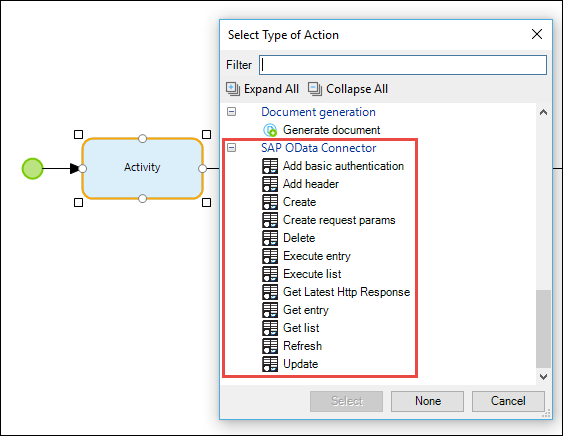 Select Type of Action
Filter
Expand All Collapse All
Document generation
Generate document
SAP OData Connector
Activity
Add basic authentication
Add header
Create
Create request params
Delete
Execute entry
Execute list
Get Latest Http Response
Get entry
Get list
Refresh
Update
Select None Cancel